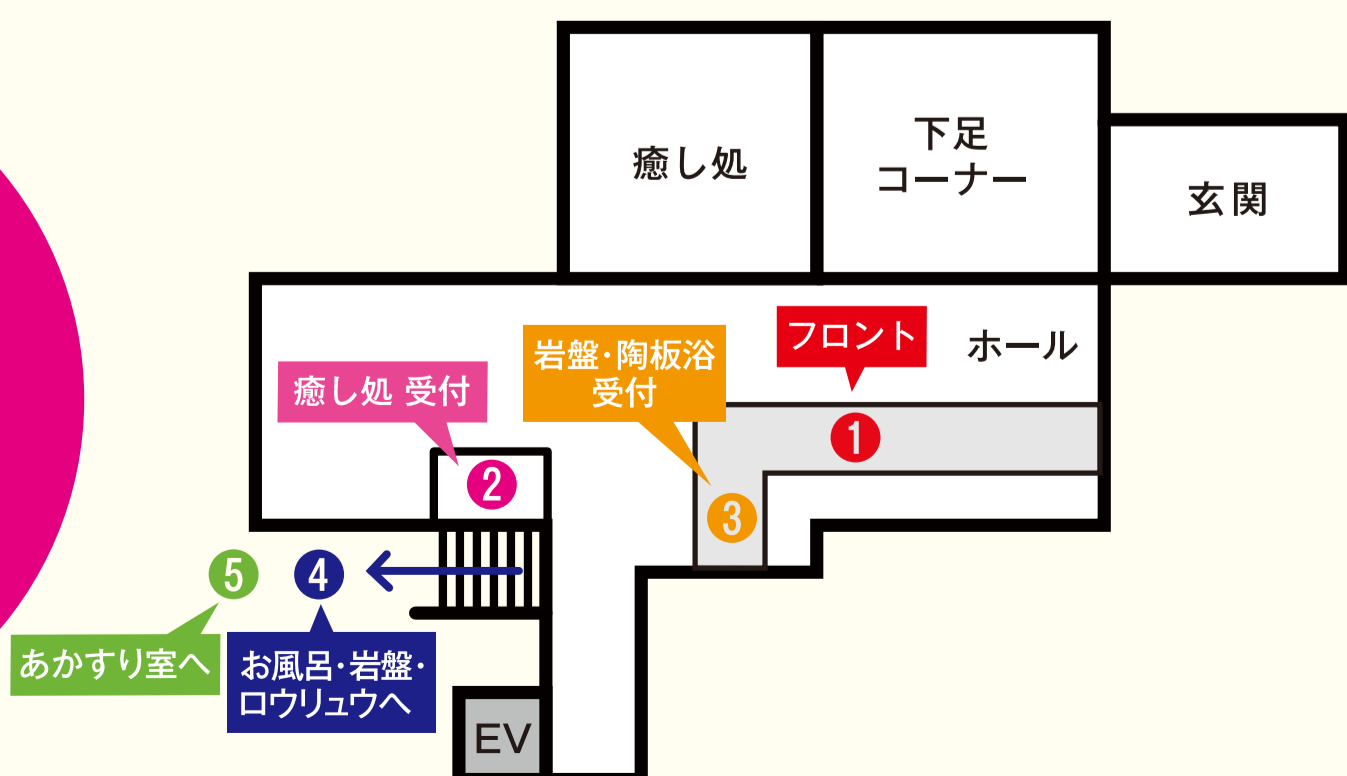 癒し処
下足
コーナー
玄関
フロント
ホール
岩盤・陶板浴
受付
癒し処 受付
1
2
3
5
4
あかすり室へ
お風呂・岩盤・
ロウリュウへ
EV